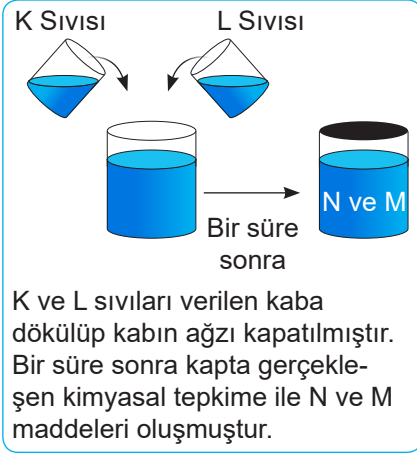 K Sıvısı
L Sıvısı
N ve M
Bir süre
sonra
K ve L sıvıları verilen kaba
dökülüp kabın ağzı kapatılmıştır.
Bir süre sonra kapta gerçekle-
şen kimyasal tepkime ile N ve M
maddeleri oluşmuştur.